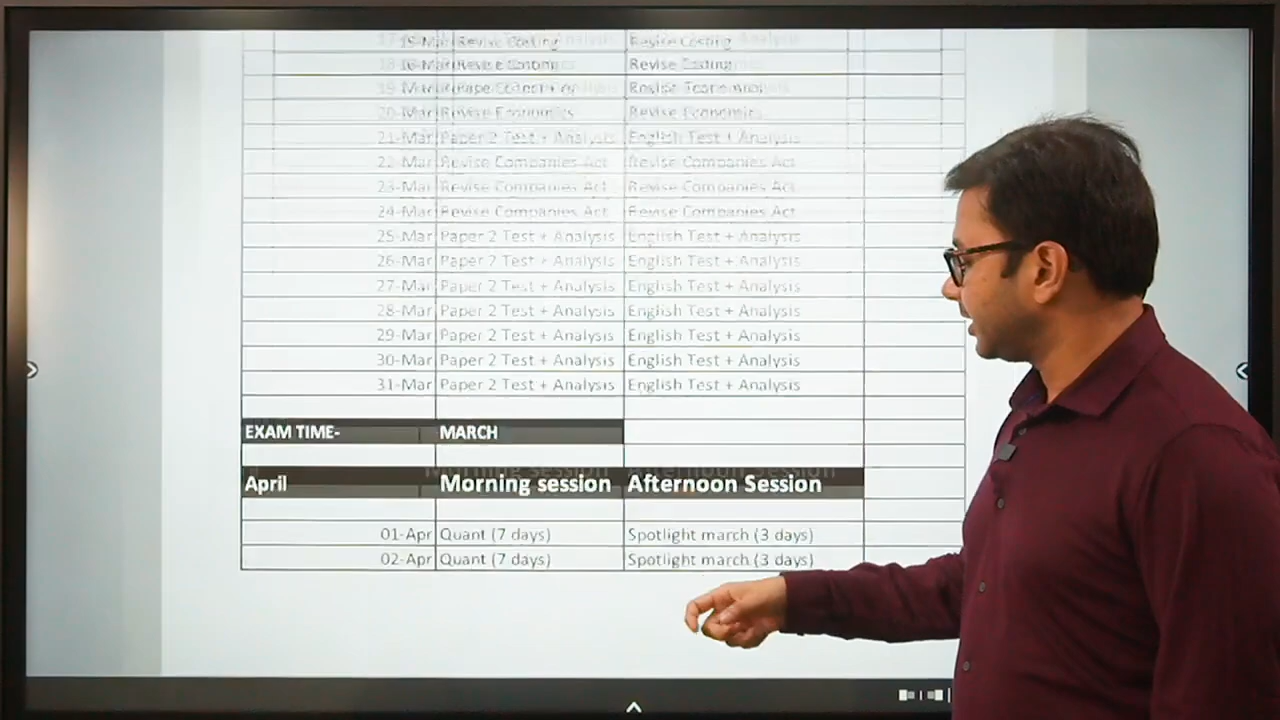 15-Mar Revise Costing Revise Costing
16-Mar Revise Costing Revise Costing
19-Mar
20-Mar Revise Economics Revise Economics
21-Mar Paper 2 Test + Analysis English Test + Analysis
22-Mar Revise Companies Act Revise Companies Act
23-Mar Revise Companies Act Revise Companies Act
24-Mar Revise Companies Act Revise Companies Act
25-Mar Paper 2 Test + Analysis English Test + Analysis
26-Mar Paper 2 Test + Analysis English Test + Analysis
27-Mar Paper 2 Test + Analysis English Test + Analysis
28-Mar Paper 2 Test + Analysis English Test + Analysis
29-Mar Paper 2 Test + Analysis English Test + Analysis
30-Mar Paper 2 Test + Analysis English Test + Analysis
31-Mar Paper 2 Test + Analysis English Test + Analysis
EXAM TIME- MARCH
April Morning session Afternoon Session
01-Apr Quant (7 days) Spotlight march (3 days)
02-Apr Quant (7 days) Spotlight march (3 days)